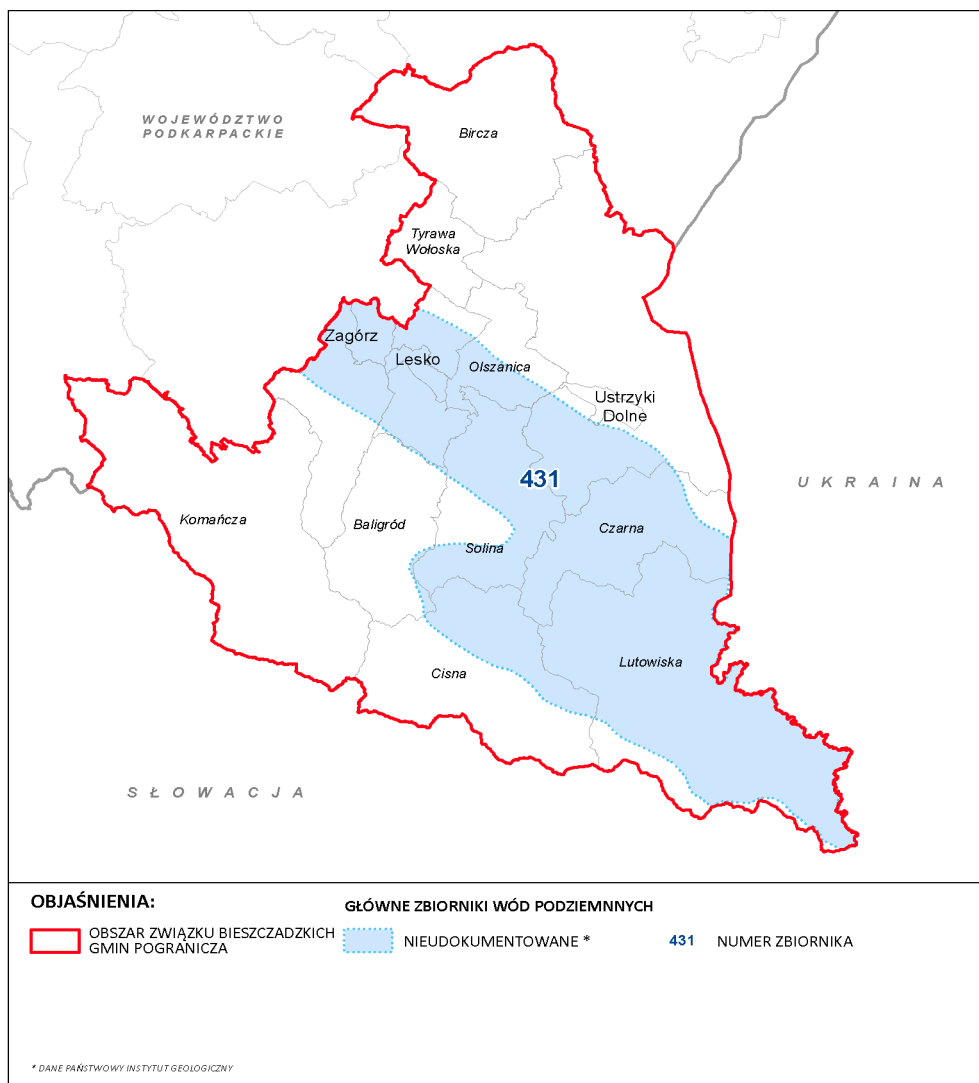 WOJEWÓDZTWO
PODKARPACKIE
Bircza
Tyrawa
Wołoska
Zagórz
Lesko
Olszanica
Ustrzyki
Dolne
431
UKRAINA
Komańcza
Baligród
Czarna
Solina
Lutowiska
Cisna
SŁOWACJA
OBJAŚNIENIA:
OBSZAR ZWIĄZKU BIESZCZADZKICH
GMIN POGRANICZA
GŁÓWNE ZBIORNIKI WÓD PODZIEMNNYCH
NIEUDOKUMENTOWANE *
431 NUMER ZBIORNIKA
* DANE PAŃSTWOWY INSTYTUT GEOLOGICZNY